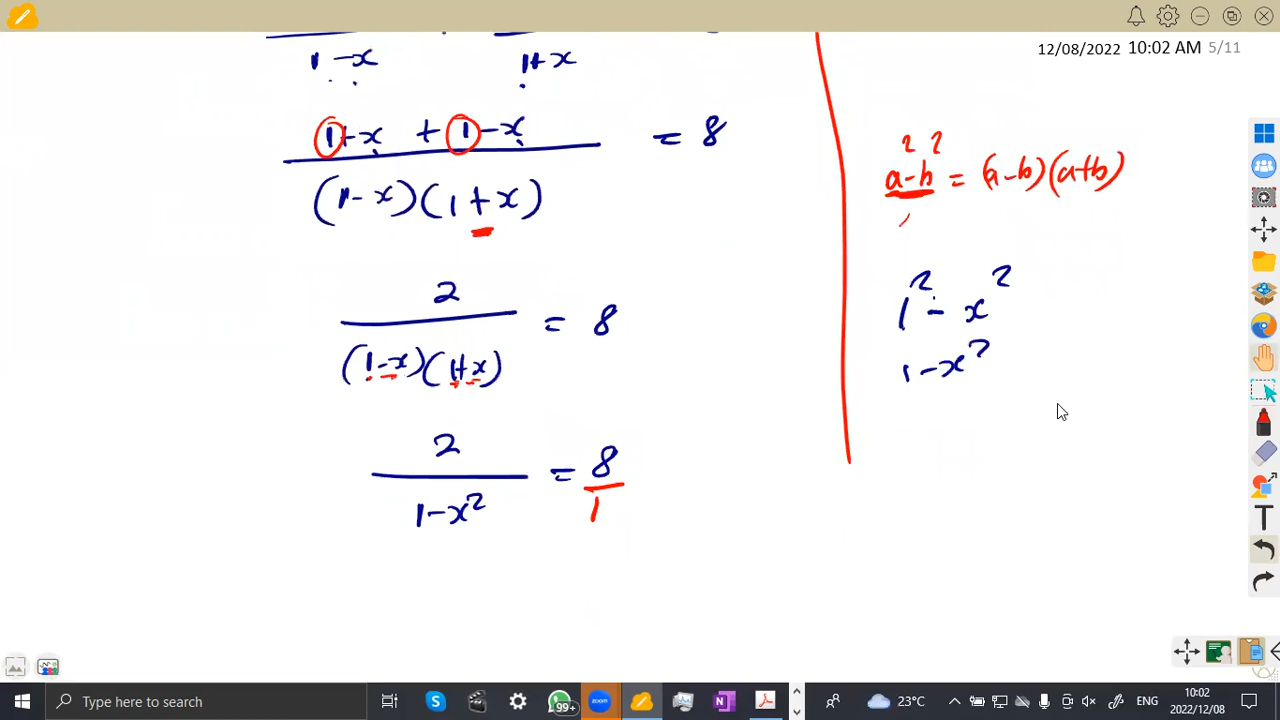 12/08/2022 10:02 AM 5/11
1-x 1+x
1+x + 1-x = 8
(1-x)(1+x)
2 = 8
(1-x)(1+x)
2 = 8
1-x² 1
a²-b² = (a-b)(a+b)
1² - x²
1-x²
T
Type here to search
99+
23°C
ENG
10:02
2022/12/08